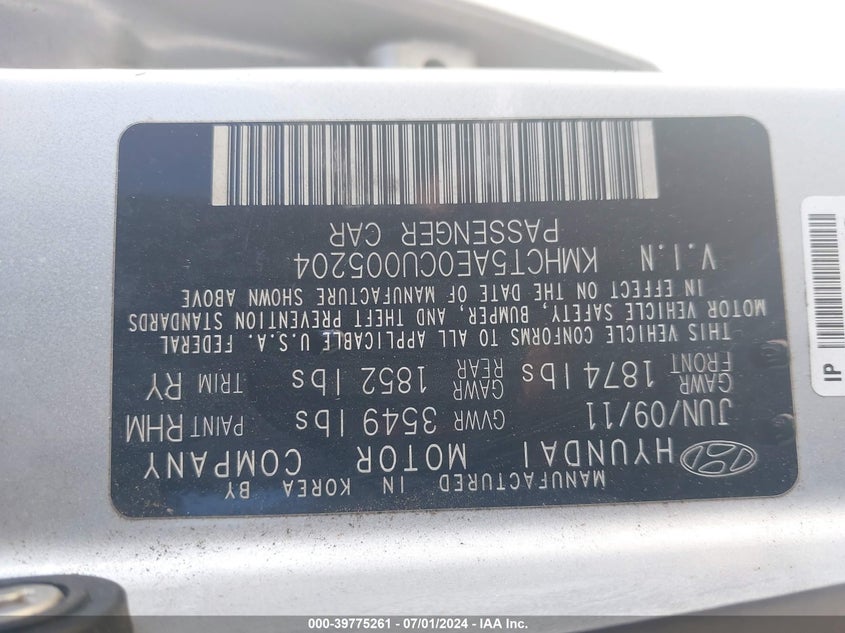 MANUFACTURED IN KOREA BY
HYUNDAI MOTOR COMPANY
JUN/09/11 GVWR 3549 lbs PAINT RHM
GAWR FRONT 1874 lbs GAWR REAR 1852 lbs TRIM RY
THIS VEHICLE CONFORMS TO ALL APPLICABLE U.S.A. FEDERAL
MOTOR VEHICLE SAFETY, BUMPER, AND THEFT PREVENTION STANDARDS
IN EFFECT ON THE DATE OF MANUFACTURE SHOWN ABOVE
V.I.N KMHCT5AE0CU005204
PASSENGER CAR
IP
000-39775261 - 07/01/2024 - IAA Inc.